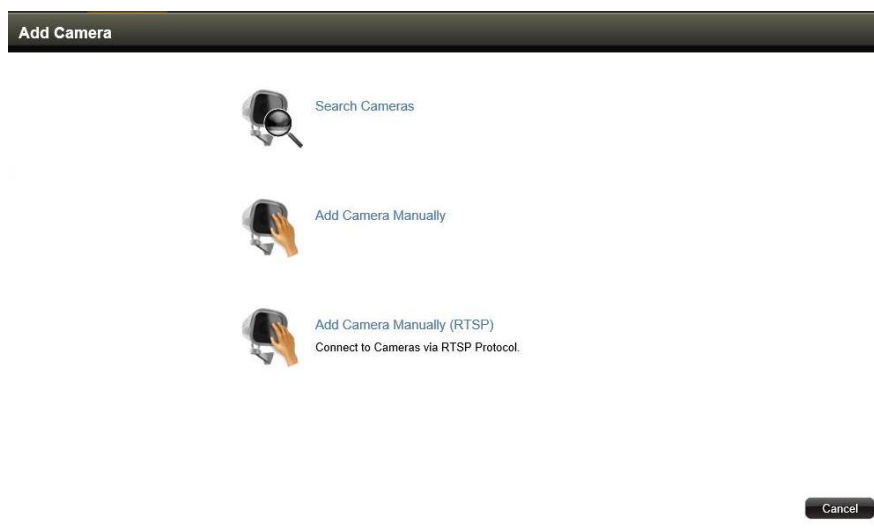 Add Camera
Search Cameras
Add Camera Manually
Add Camera Manually (RTSP)
Connect to Cameras via RTSP Protocol.
Cancel